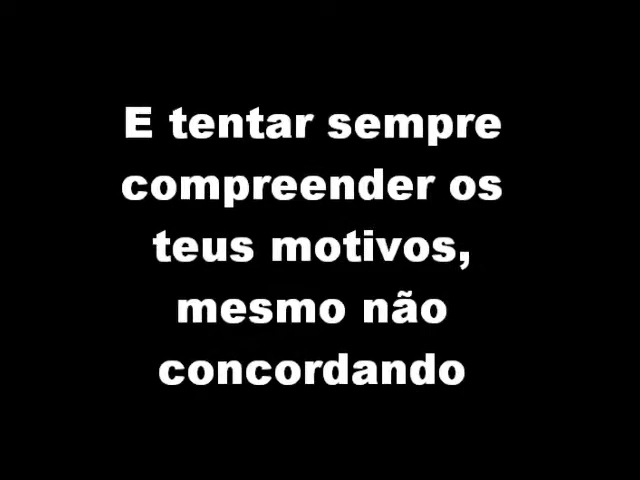 E tentar sempre
compreender os
teus motivos,
mesmo não
concordando